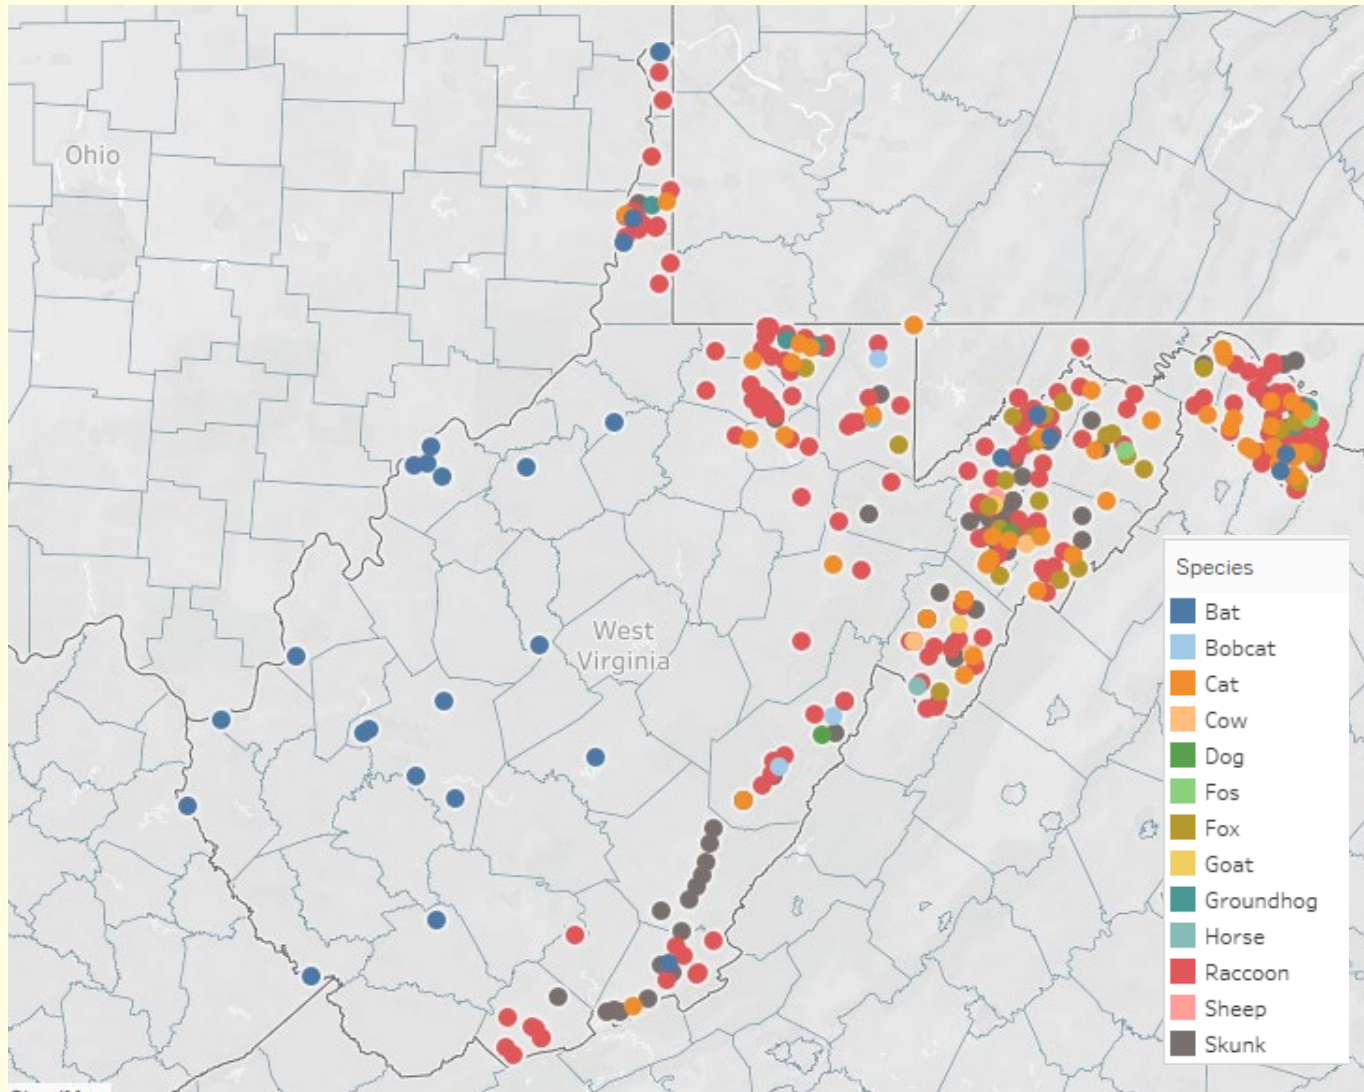 Ohio
West
Virginia
Species
Bat
Bobcat
Cat
Cow
Dog
Fos
Fox
Goat
Groundhog
Horse
Raccoon
Sheep
Skunk